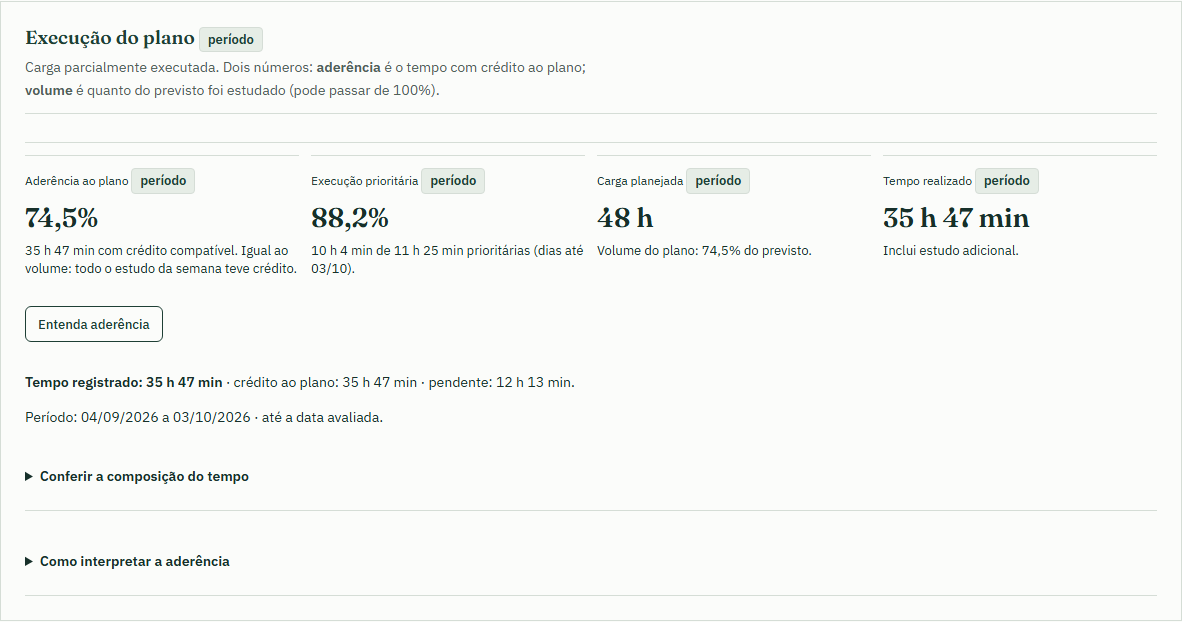 Execução do plano período
Carga parcialmente executada. Dois números: aderência é o tempo com crédito ao plano;
volume é quanto do previsto foi estudado (pode passar de 100%).
Aderência ao plano período
74,5%
35 h 47 min com crédito compatível. Igual ao
volume: todo o estudo da semana teve crédito.
Execução prioritária período
88,2%
10 h 4 min de 11 h 25 min prioritárias (dias até
03/10).
Carga planejada período
48 h
Volume do plano: 74,5% do previsto.
Tempo realizado período
35 h 47 min
Inclui estudo adicional.
Entenda aderência
Tempo registrado: 35 h 47 min · crédito ao plano: 35 h 47 min · pendente: 12 h 13 min.
Período: 04/09/2026 a 03/10/2026 · até a data avaliada.
Conferir a composição do tempo
Como interpretar a aderência